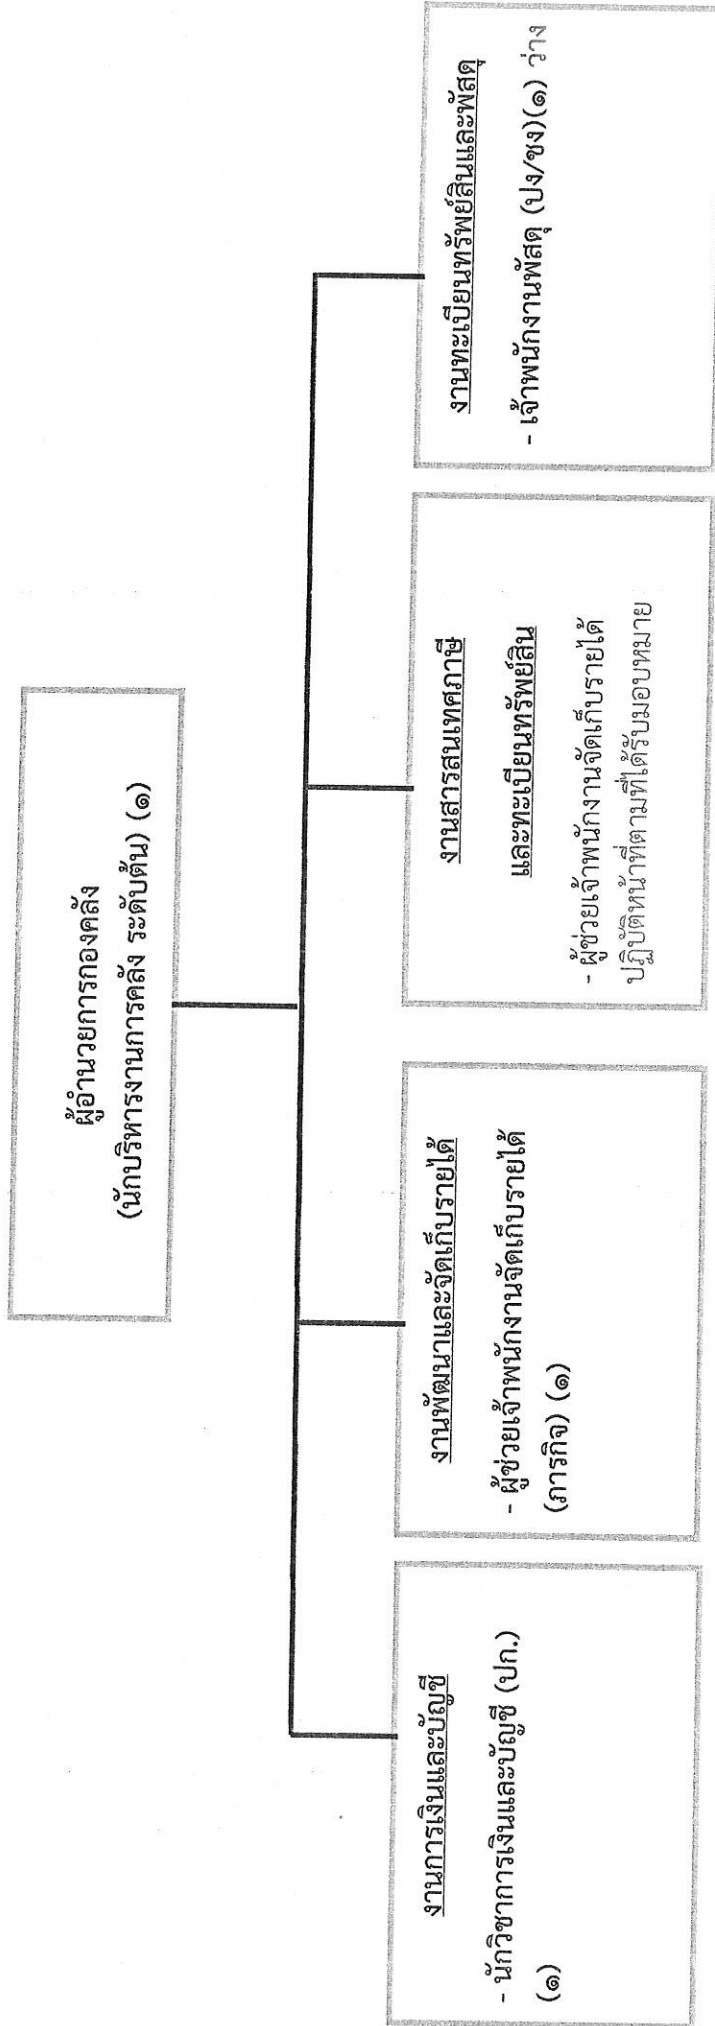 ผู้อำนวยการกองคลัง
(นักบริหารงานการคลัง ระดับต้น) (๑)
งานการเงินและบัญชี
- นักวิชาการเงินและบัญชี (ปก.)
(๑)
งานพัฒนาและจัดเก็บรายได้
- ผู้ช่วยเจ้าพนักงานจัดเก็บรายได้
(ภารกิจ) (๑)
งานสารสนเทศภาษี
และทะเบียนทรัพย์สิน
- ผู้ช่วยเจ้าพนักงานจัดเก็บรายได้
ปฏิบัติหน้าที่ตามที่ได้รับมอบหมาย
งานทะเบียนทรัพย์สินและพัสดุ
- เจ้าพนักงานพัสดุ (ปง/ชง)(๑) ว่าง